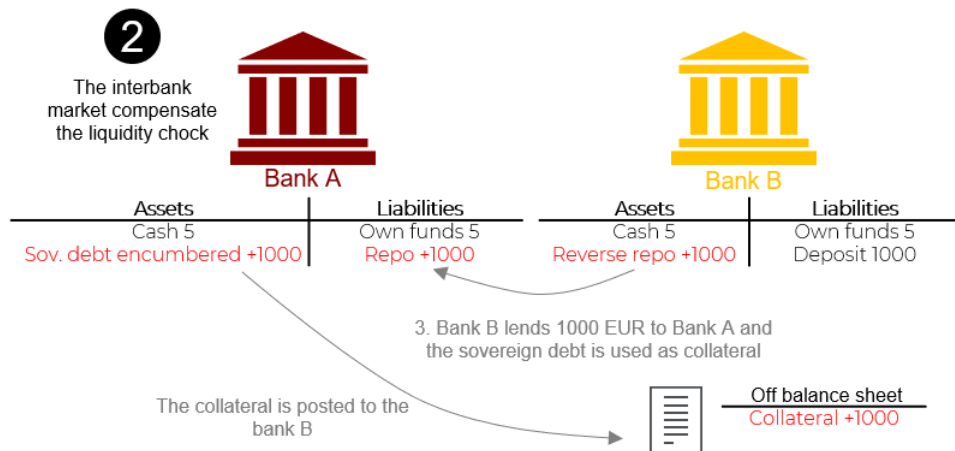 2
The interbank
market compensate
the liquidity chock
Bank A
Bank B
Assets
Liabilities
Assets
Liabilities
Cash 5
Own funds 5
Cash 5
Own funds 5
Sov. debt encumbered +1000
Repo +1000
Reverse repo +1000
Deposit 1000
3. Bank B lends 1000 EUR to Bank A and
the sovereign debt is used as collateral
The collateral is posted to the
bank B
Off balance sheet
Collateral +1000